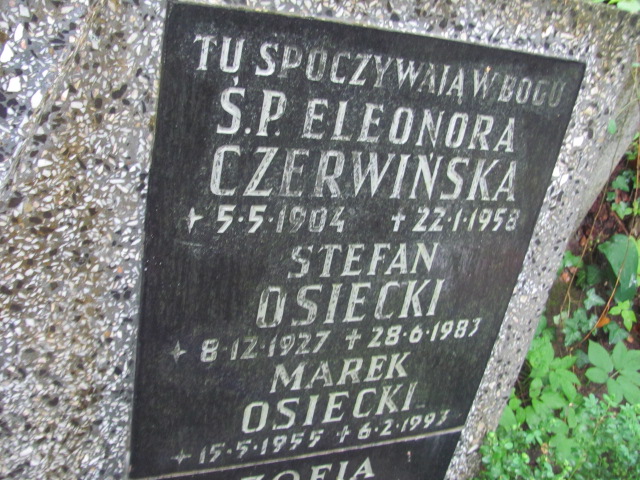 TU SPOCZYWAJĄ W BOGU
Ś.P. ELEONORA
CZERWIŃSKA
+ 5·5·1904 + 22·1·1958
STEFAN
OSIECKI
+ 8·12·1927 + 28·6·1983
MAREK
OSIECKI
+ 15·5·1955 + 6·2·1993
ZOFIA